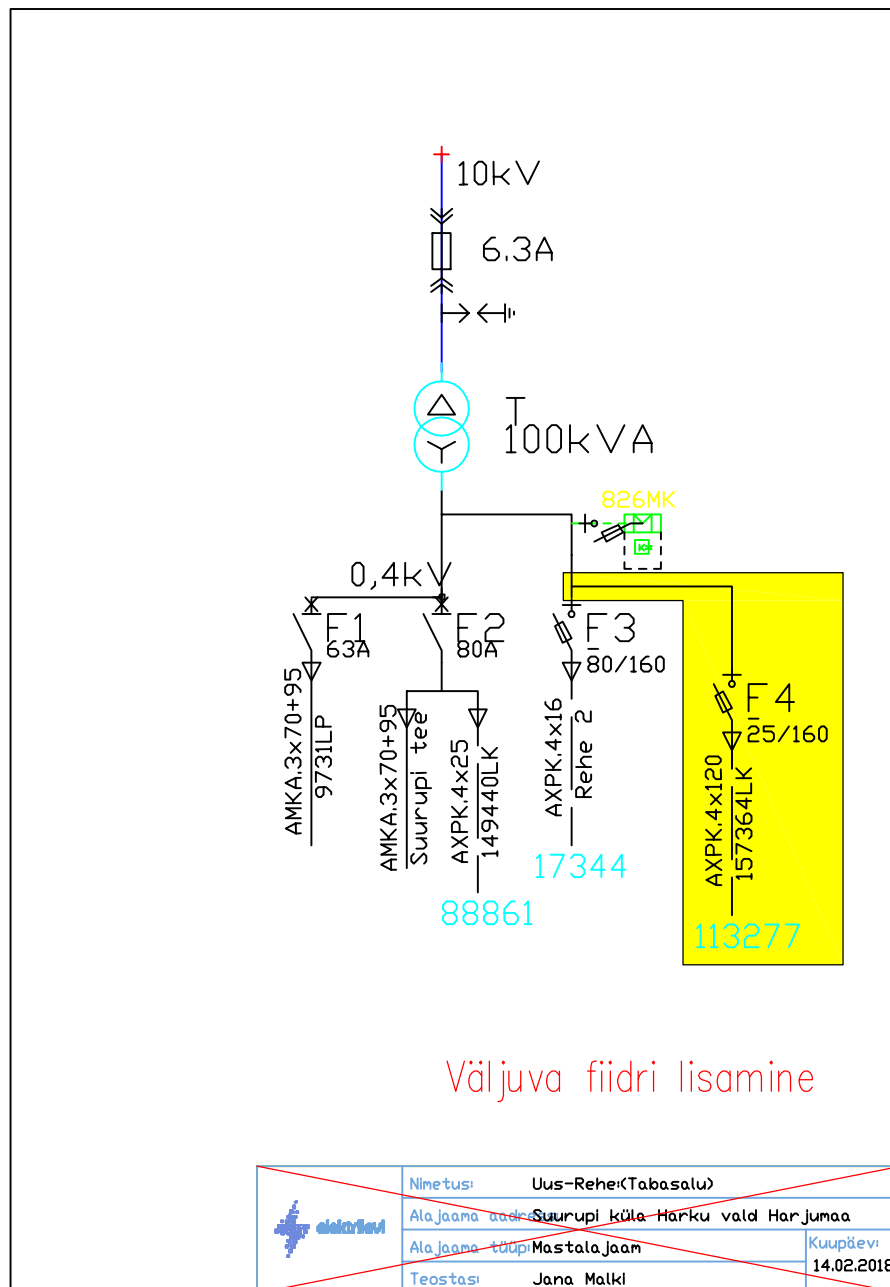 10kV
6.3A
T
100kVA
826MK
0,4kV
F1
63A
F2
80A
F3
80/160
F4
25/160
AMKA.3x70+95
9731LP
AMKA.3x70+95
Suurupi tee
AXPK.4x25
149440LK
AXPK.4x16
Rehe 2
AXPK.4x120
157364LK
17344
88861
113277
Väljuva fiidri lisamine
elektrilevi
Nimetus: Uus-Rehe:(Tabasalu)
Alajaama aadress: Suurupi küla Harku vald Harjumaa
Alajaama tüüp: Mastalajaam
Kuupäev:
14.02.2018
Teostas: Jana Malki